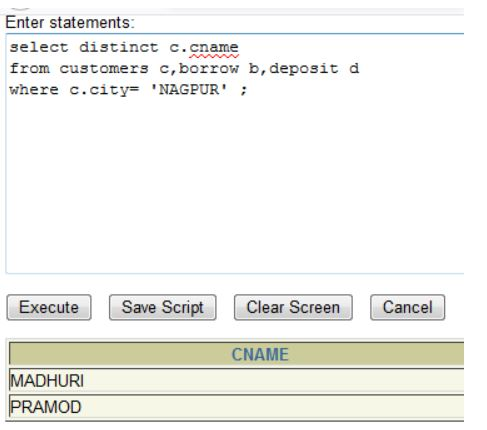 Enter statements:
select distinct c.cname
from customers c,borrow b,deposit d
where c.city= 'NAGPUR' ;
Execute Save Script Clear Screen Cancel
CNAME
MADHURI
PRAMOD